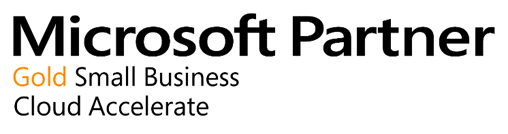 Microsoft Partner
Gold Small Business
Cloud Accelerate